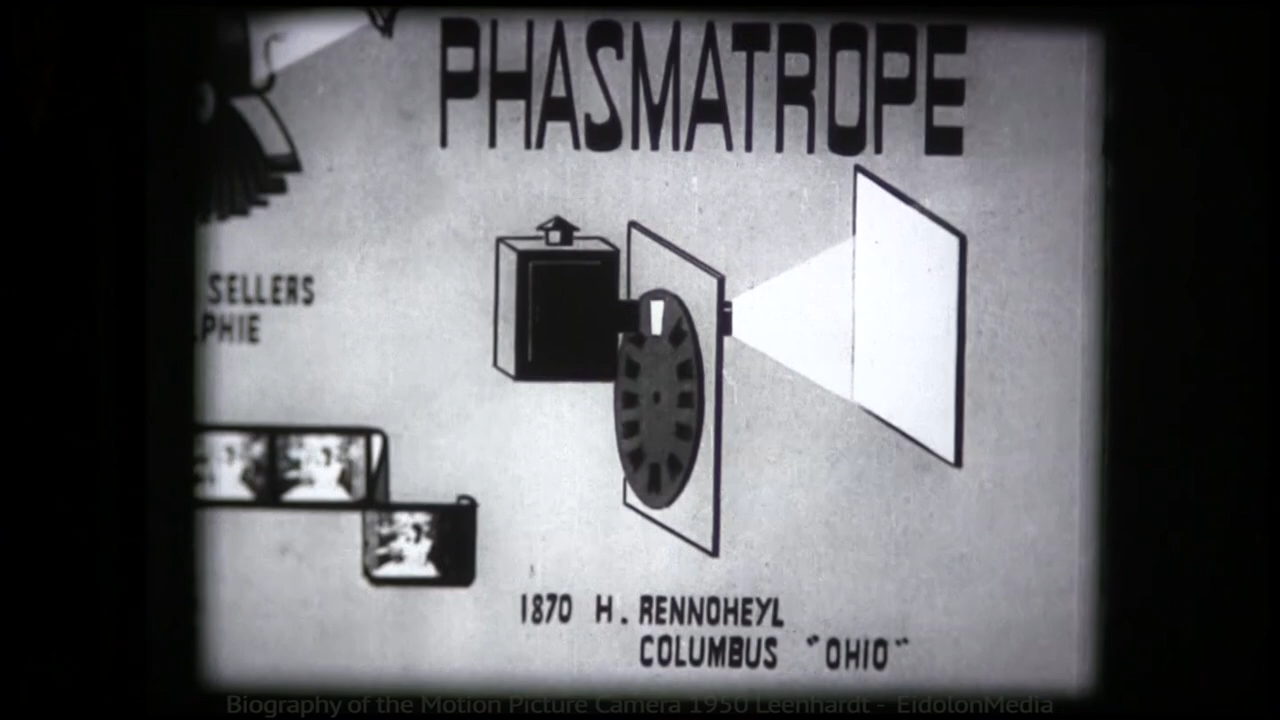 PHASMATROPE
SELLERS
PHIE
1870 H. RENNOHEYL
COLUMBUS "OHIO"
Biography of the Motion Picture Camera 1950 Leenhardt - EidolonMedia